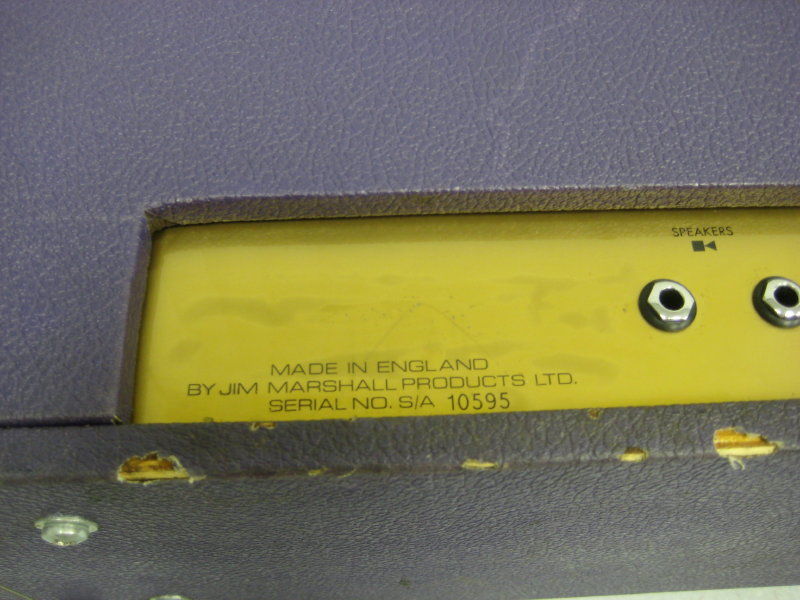 SPEAKERS
MADE IN ENGLAND
BY JIM MARSHALL PRODUCTS LTD.
SERIAL NO. S/A 10595